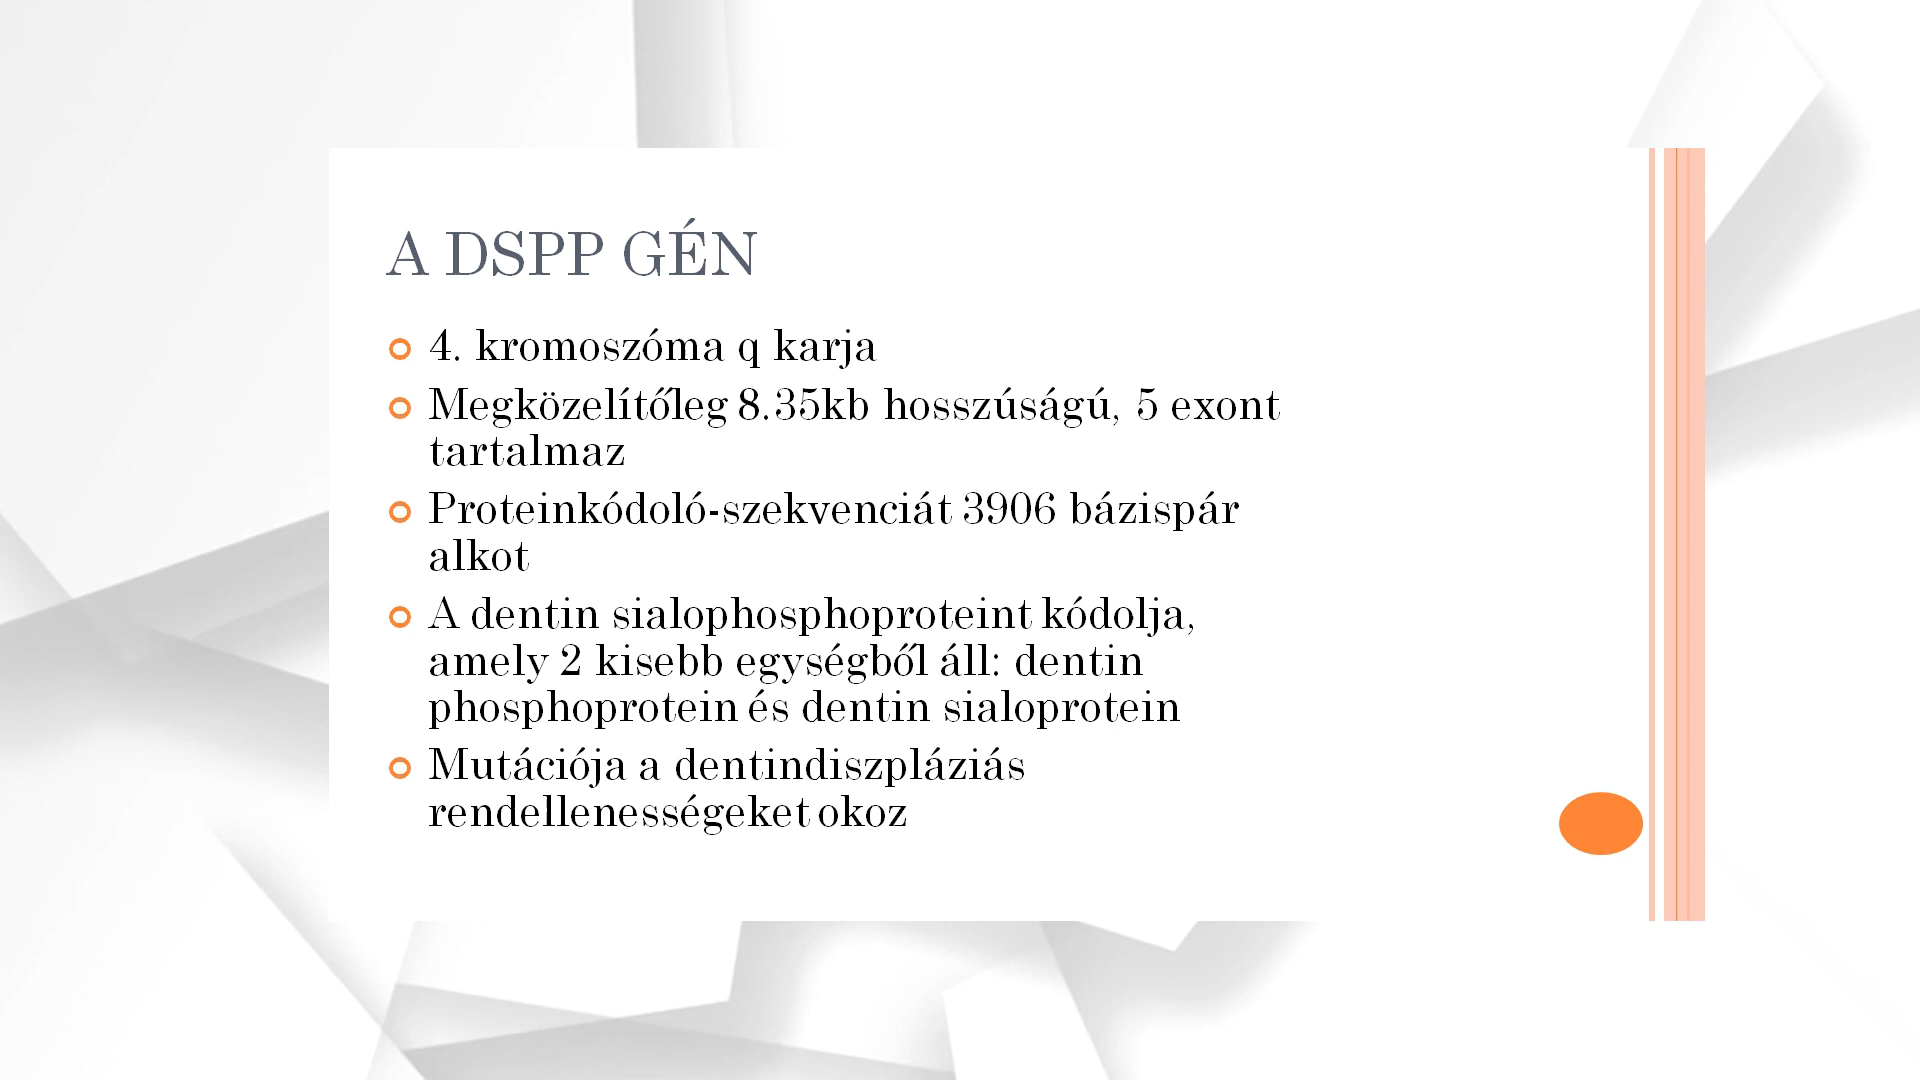 A DSPP GÉN
4. kromoszóma q karja
Megközelítőleg 8.35kb hosszúságú, 5 exont
tartalmaz
Proteinkódoló-szekvenciát 3906 bázispár
alkot
A dentin sialophosphoproteint kódolja,
amely 2 kisebb egységből áll: dentin
phosphoprotein és dentin sialoprotein
Mutációja a dentindiszpláziás
rendellenességeket okoz